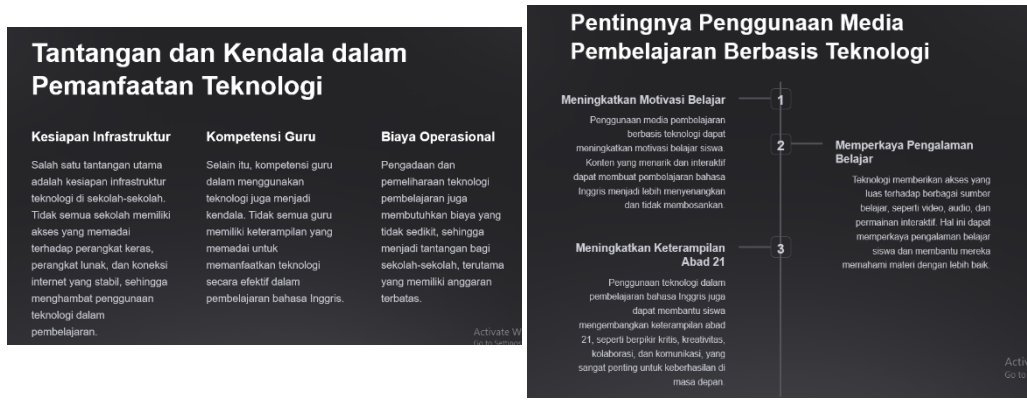 Tantangan dan Kendala dalam
Pemanfaatan Teknologi
Kesiapan Infrastruktur
Salah satu tantangan utama
adalah kesiapan infrastruktur
teknologi di sekolah-sekolah.
Tidak semua sekolah memiliki
akses yang memadai
terhadap perangkat keras,
perangkat lunak, dan koneksi
internet yang stabil, sehingga
menghambat penggunaan
teknologi dalam
pembelajaran.
Kompetensi Guru
Selain itu, kompetensi guru
dalam menggunakan
teknologi juga menjadi
kendala. Tidak semua guru
memiliki keterampilan yang
memadai untuk
memanfaatkan teknologi
secara efektif dalam
pembelajaran bahasa Inggris.
Biaya Operasional
Pengadaan dan
pemeliharaan teknologi
pembelajaran juga
membutuhkan biaya yang
tidak sedikit, sehingga
menjadi tantangan bagi
sekolah-sekolah, terutama
yang memiliki anggaran
terbatas.
Activate W
Go to Settings
Pentingnya Penggunaan Media
Pembelajaran Berbasis Teknologi
1
Meningkatkan Motivasi Belajar
Penggunaan media pembelajaran
berbasis teknologi dapat
meningkatkan motivasi belajar siswa.
Konten yang menarik dan interaktif
dapat membuat pembelajaran bahasa
Inggris menjadi lebih menyenangkan
dan tidak membosankan.
2
Memperkaya Pengalaman
Belajar
Teknologi memberikan akses yang
luas terhadap berbagai sumber
belajar, seperti video, audio, dan
permainan interaktif. Hal ini dapat
memperkaya pengalaman belajar
siswa dan membantu mereka
memahami materi dengan lebih baik.
3
Meningkatkan Keterampilan
Abad 21
Penggunaan teknologi dalam
pembelajaran bahasa Inggris juga
dapat membantu siswa
mengembangkan keterampilan abad
21, seperti berpikir kritis, kreativitas,
kolaborasi, dan komunikasi, yang
sangat penting untuk keberhasilan di
masa depan.
Activ
Go to